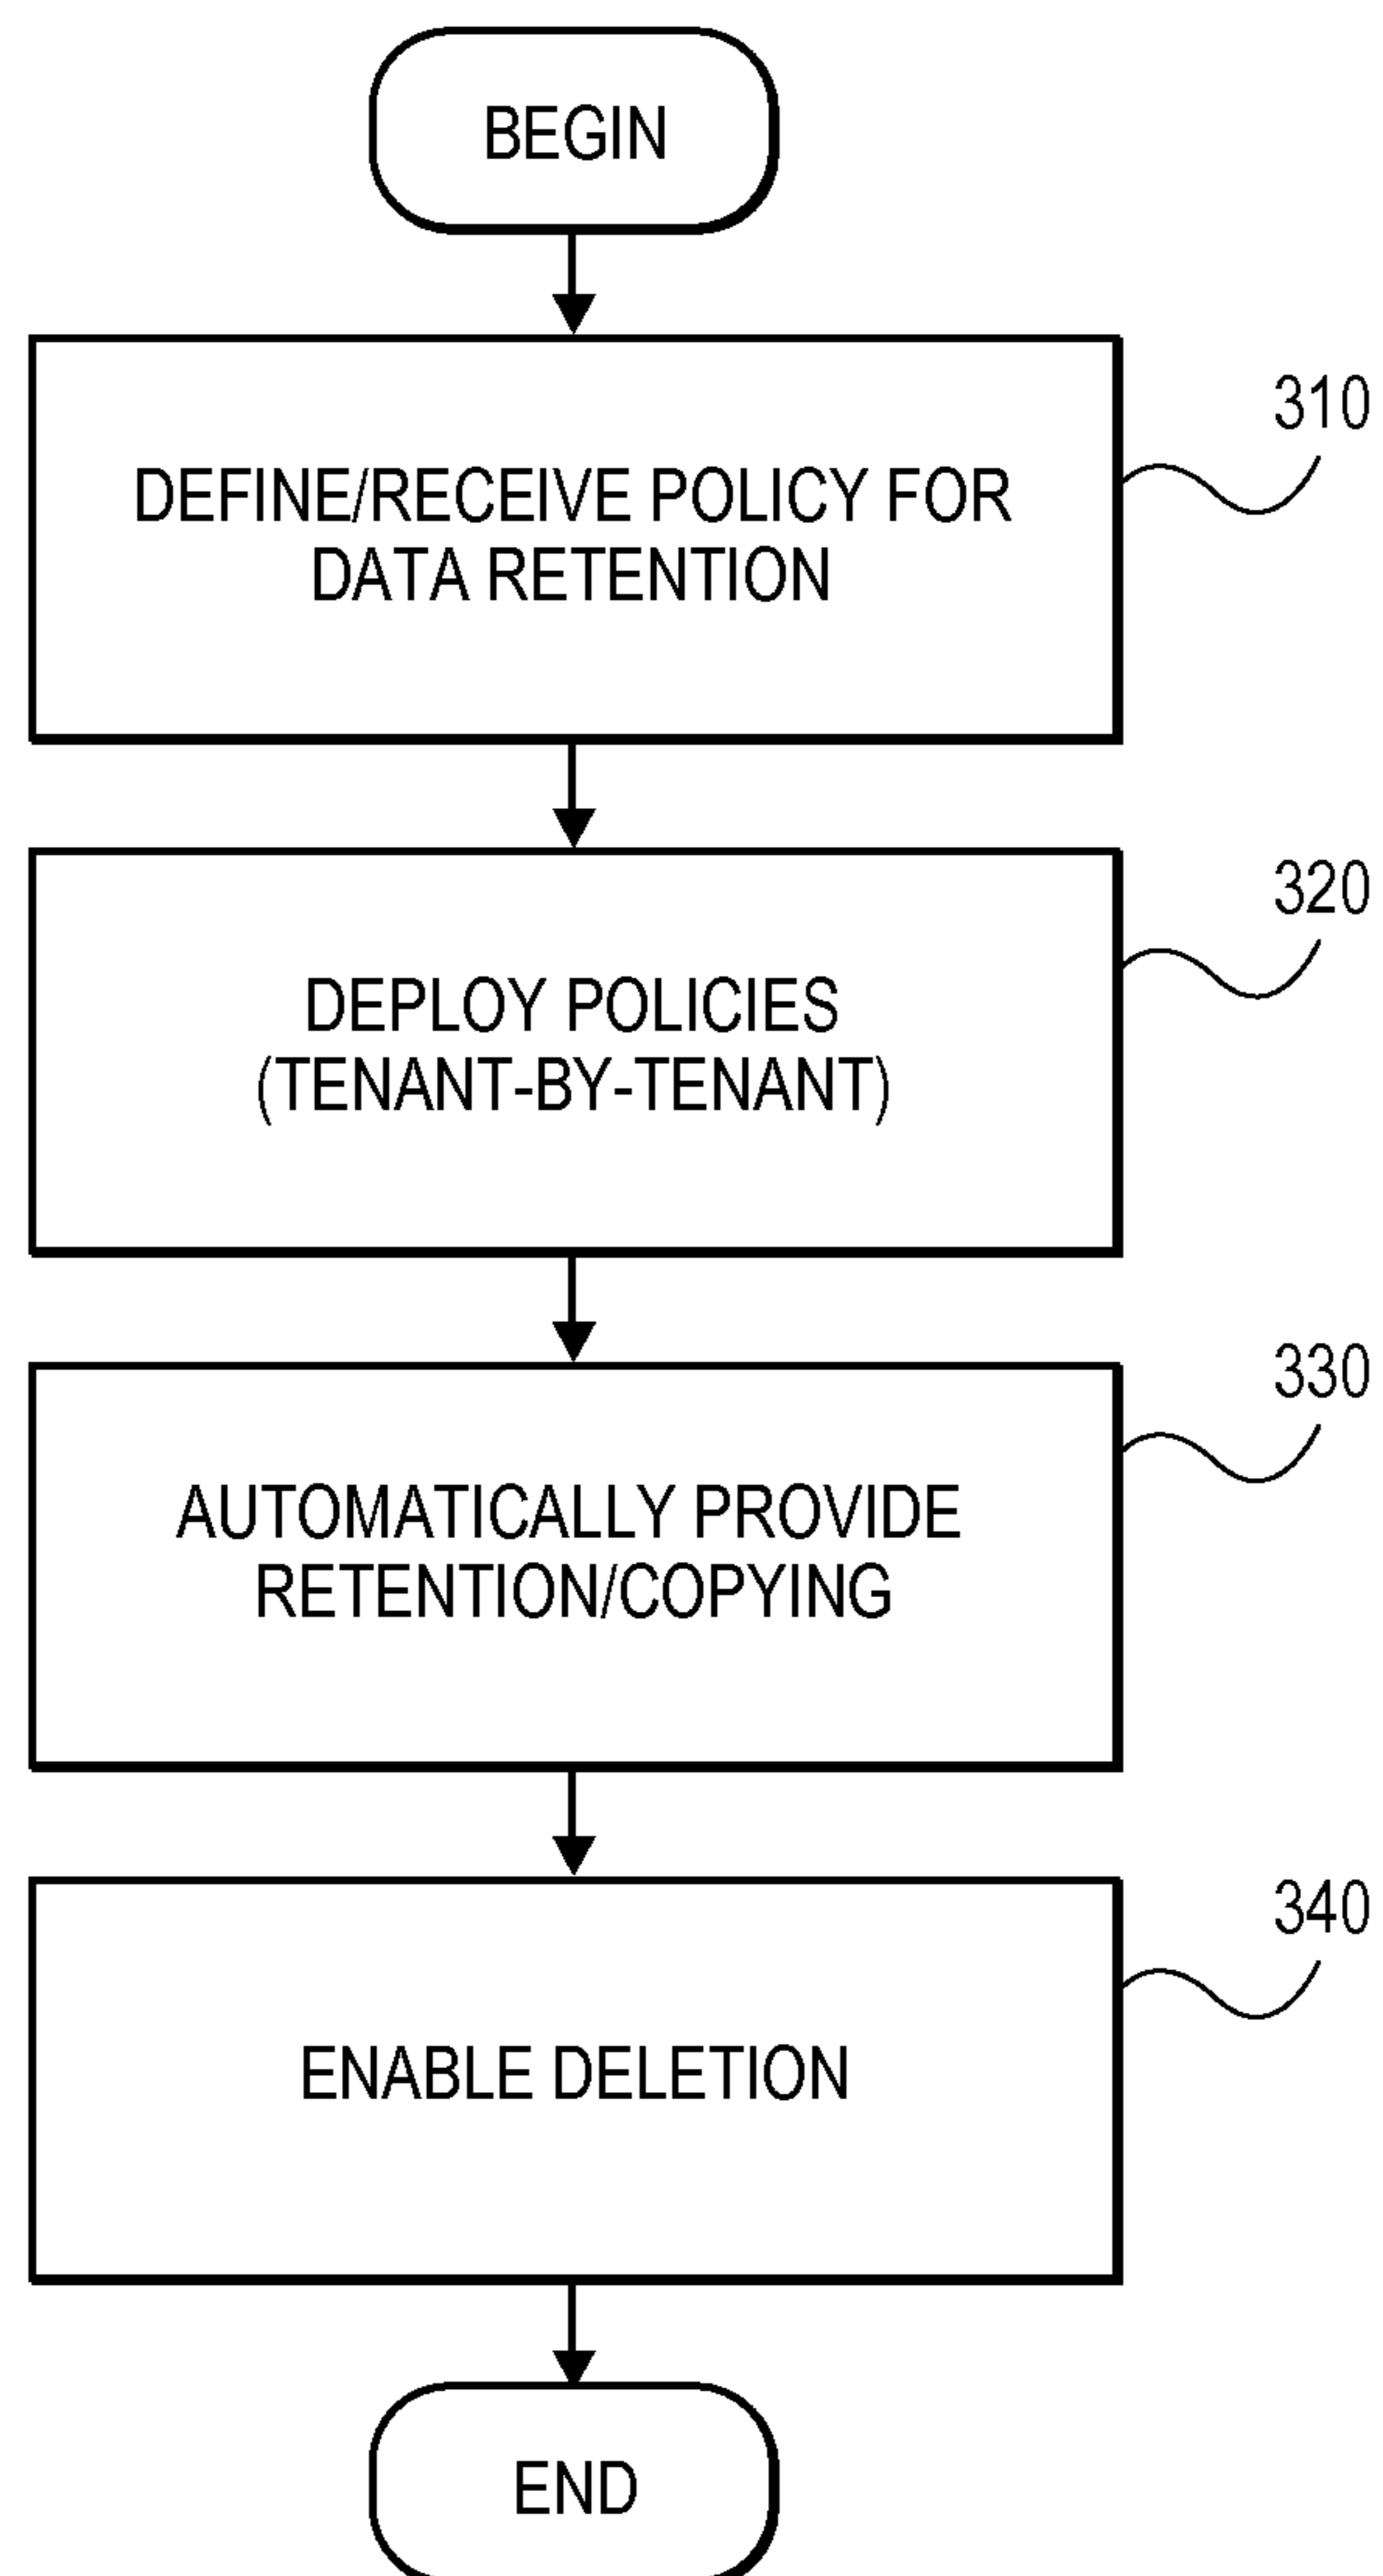 BEGIN
310
DEFINE/RECEIVE POLICY FOR
DATA RETENTION
320
DEPLOY POLICIES
(TENANT-BY-TENANT)
330
AUTOMATICALLY PROVIDE
RETENTION/COPYING
340
ENABLE DELETION
END